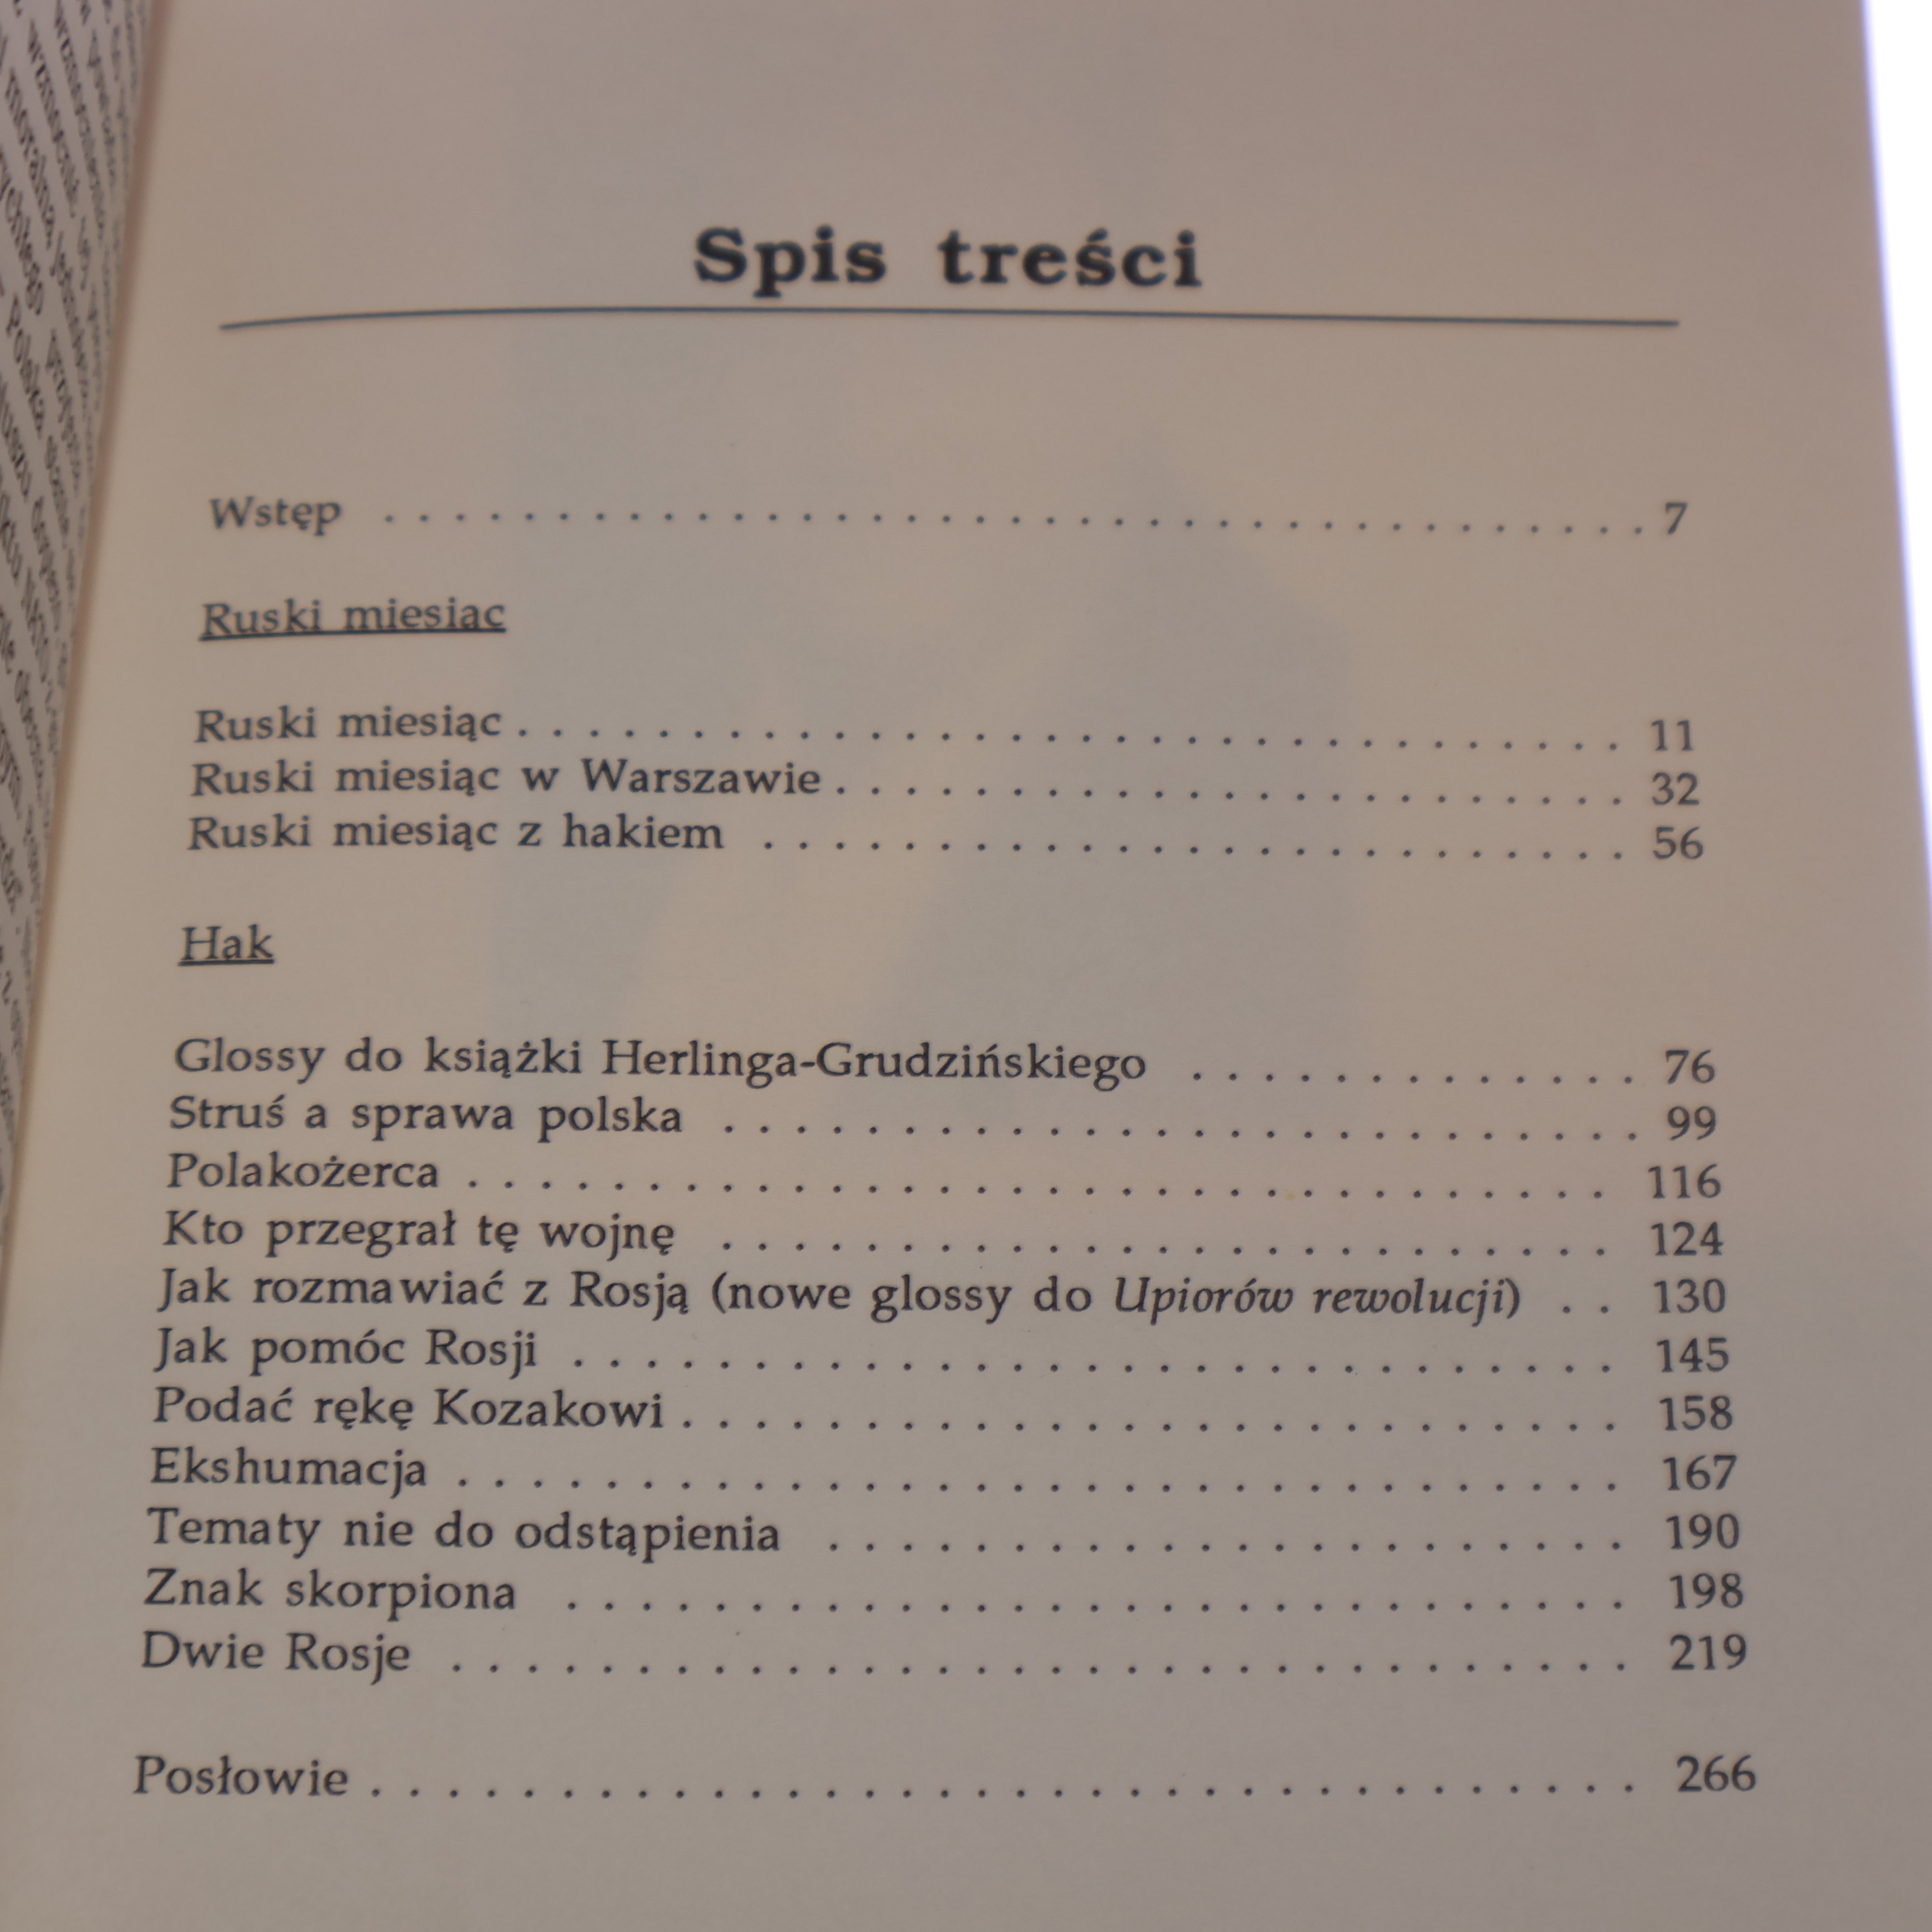 Spis treści
Wstęp . . . . . . . . . . . . . . . . . . . . . . . . . . . . . . . . . . . . . 7
Ruski miesiąc
Ruski miesiąc . . . . . . . . . . . . . . . . . . . . . . . . . . . . . . . . 11
Ruski miesiąc w Warszawie . . . . . . . . . . . . . . . . . . . . . . . 32
Ruski miesiąc z hakiem . . . . . . . . . . . . . . . . . . . . . . . . . 56
Hak
Glossy do książki Herlinga-Grudzińskiego . . . . . . . . . . . . . 76
Struś a sprawa polska . . . . . . . . . . . . . . . . . . . . . . . . . . 99
Polakożerca . . . . . . . . . . . . . . . . . . . . . . . . . . . . . . . . 116
Kto przegrał tę wojnę . . . . . . . . . . . . . . . . . . . . . . . . . 124
Jak rozmawiać z Rosją (nowe glossy do Upiorów rewolucji) . . 130
Jak pomóc Rosji . . . . . . . . . . . . . . . . . . . . . . . . . . . . . 145
Podać rękę Kozakowi . . . . . . . . . . . . . . . . . . . . . . . . . . 158
Ekshumacja . . . . . . . . . . . . . . . . . . . . . . . . . . . . . . . . 167
Tematy nie do odstąpienia . . . . . . . . . . . . . . . . . . . . . . 190
Znak skorpiona . . . . . . . . . . . . . . . . . . . . . . . . . . . . . 198
Dwie Rosje . . . . . . . . . . . . . . . . . . . . . . . . . . . . . . . . 219
Posłowie . . . . . . . . . . . . . . . . . . . . . . . . . . . . . . . . . . 266